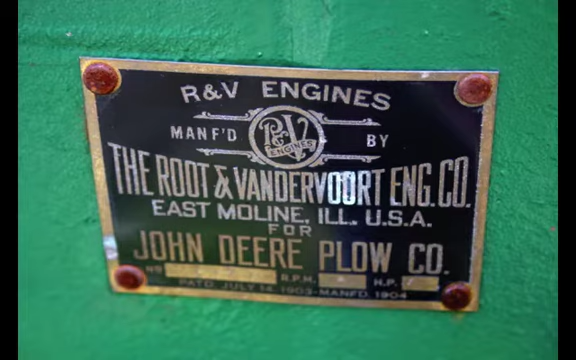 R&V ENGINES
MANF'D R&V ENGINES BY
THE ROOT & VANDERVOORT ENG. CO.
EAST MOLINE, ILL. U.S.A.
FOR
JOHN DEERE PLOW CO.
No R.P.M. H.P.
PAT'D. JULY 14, 1903-MANFD. 1904